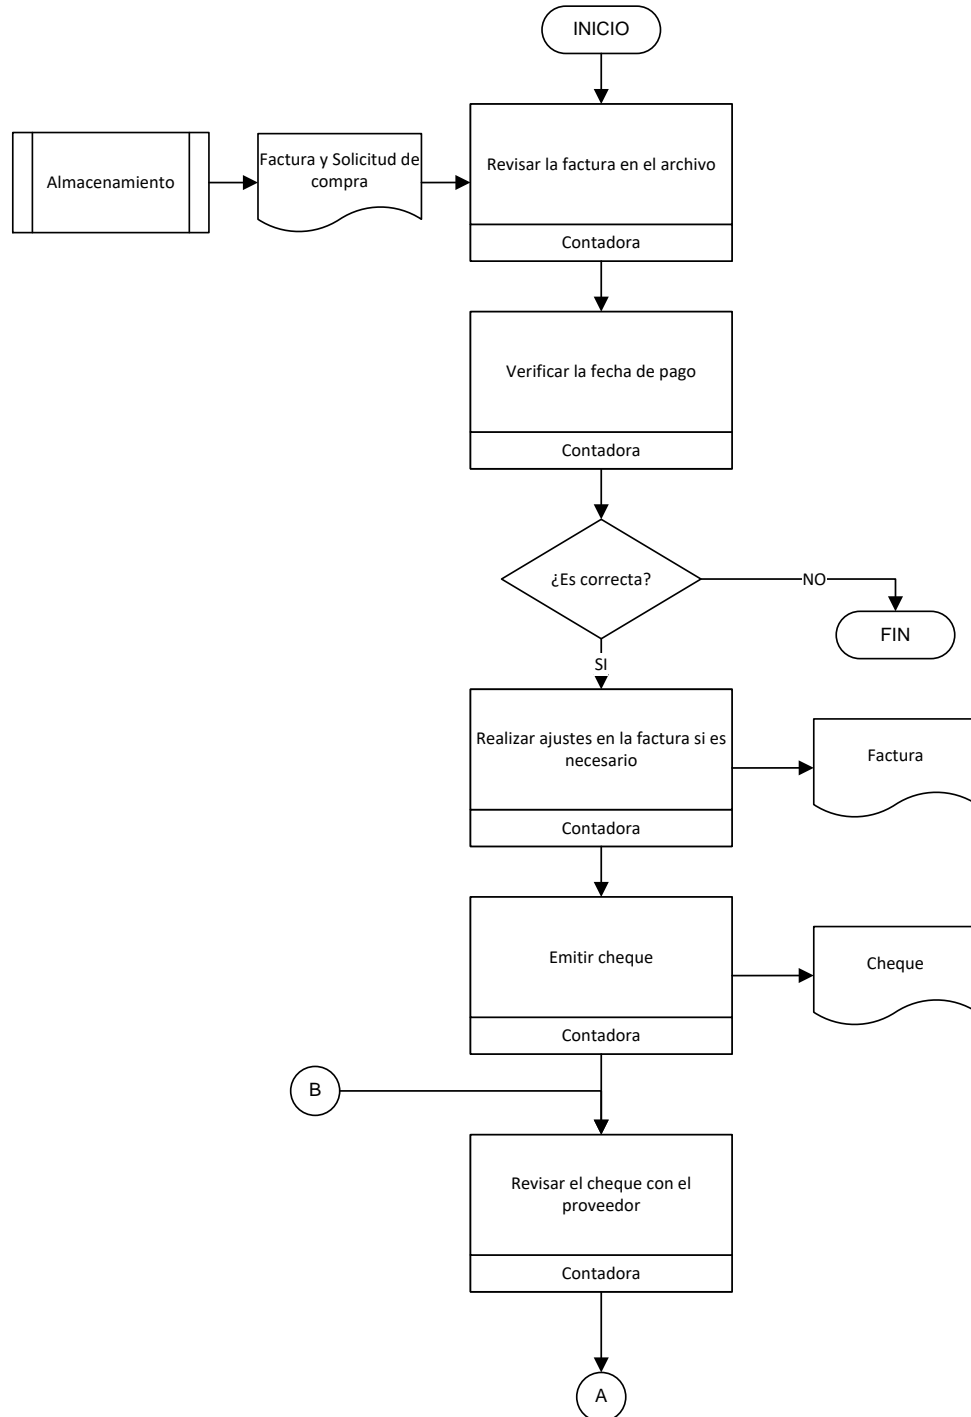 INICIO
Almacenamiento
Factura y Solicitud de
compra
Revisar la factura en el archivo
Contadora
Verificar la fecha de pago
Contadora
¿Es correcta?
NO
FIN
SI
Realizar ajustes en la factura si es
necesario
Contadora
Factura
Emitir cheque
Contadora
Cheque
B
Revisar el cheque con el
proveedor
Contadora
A